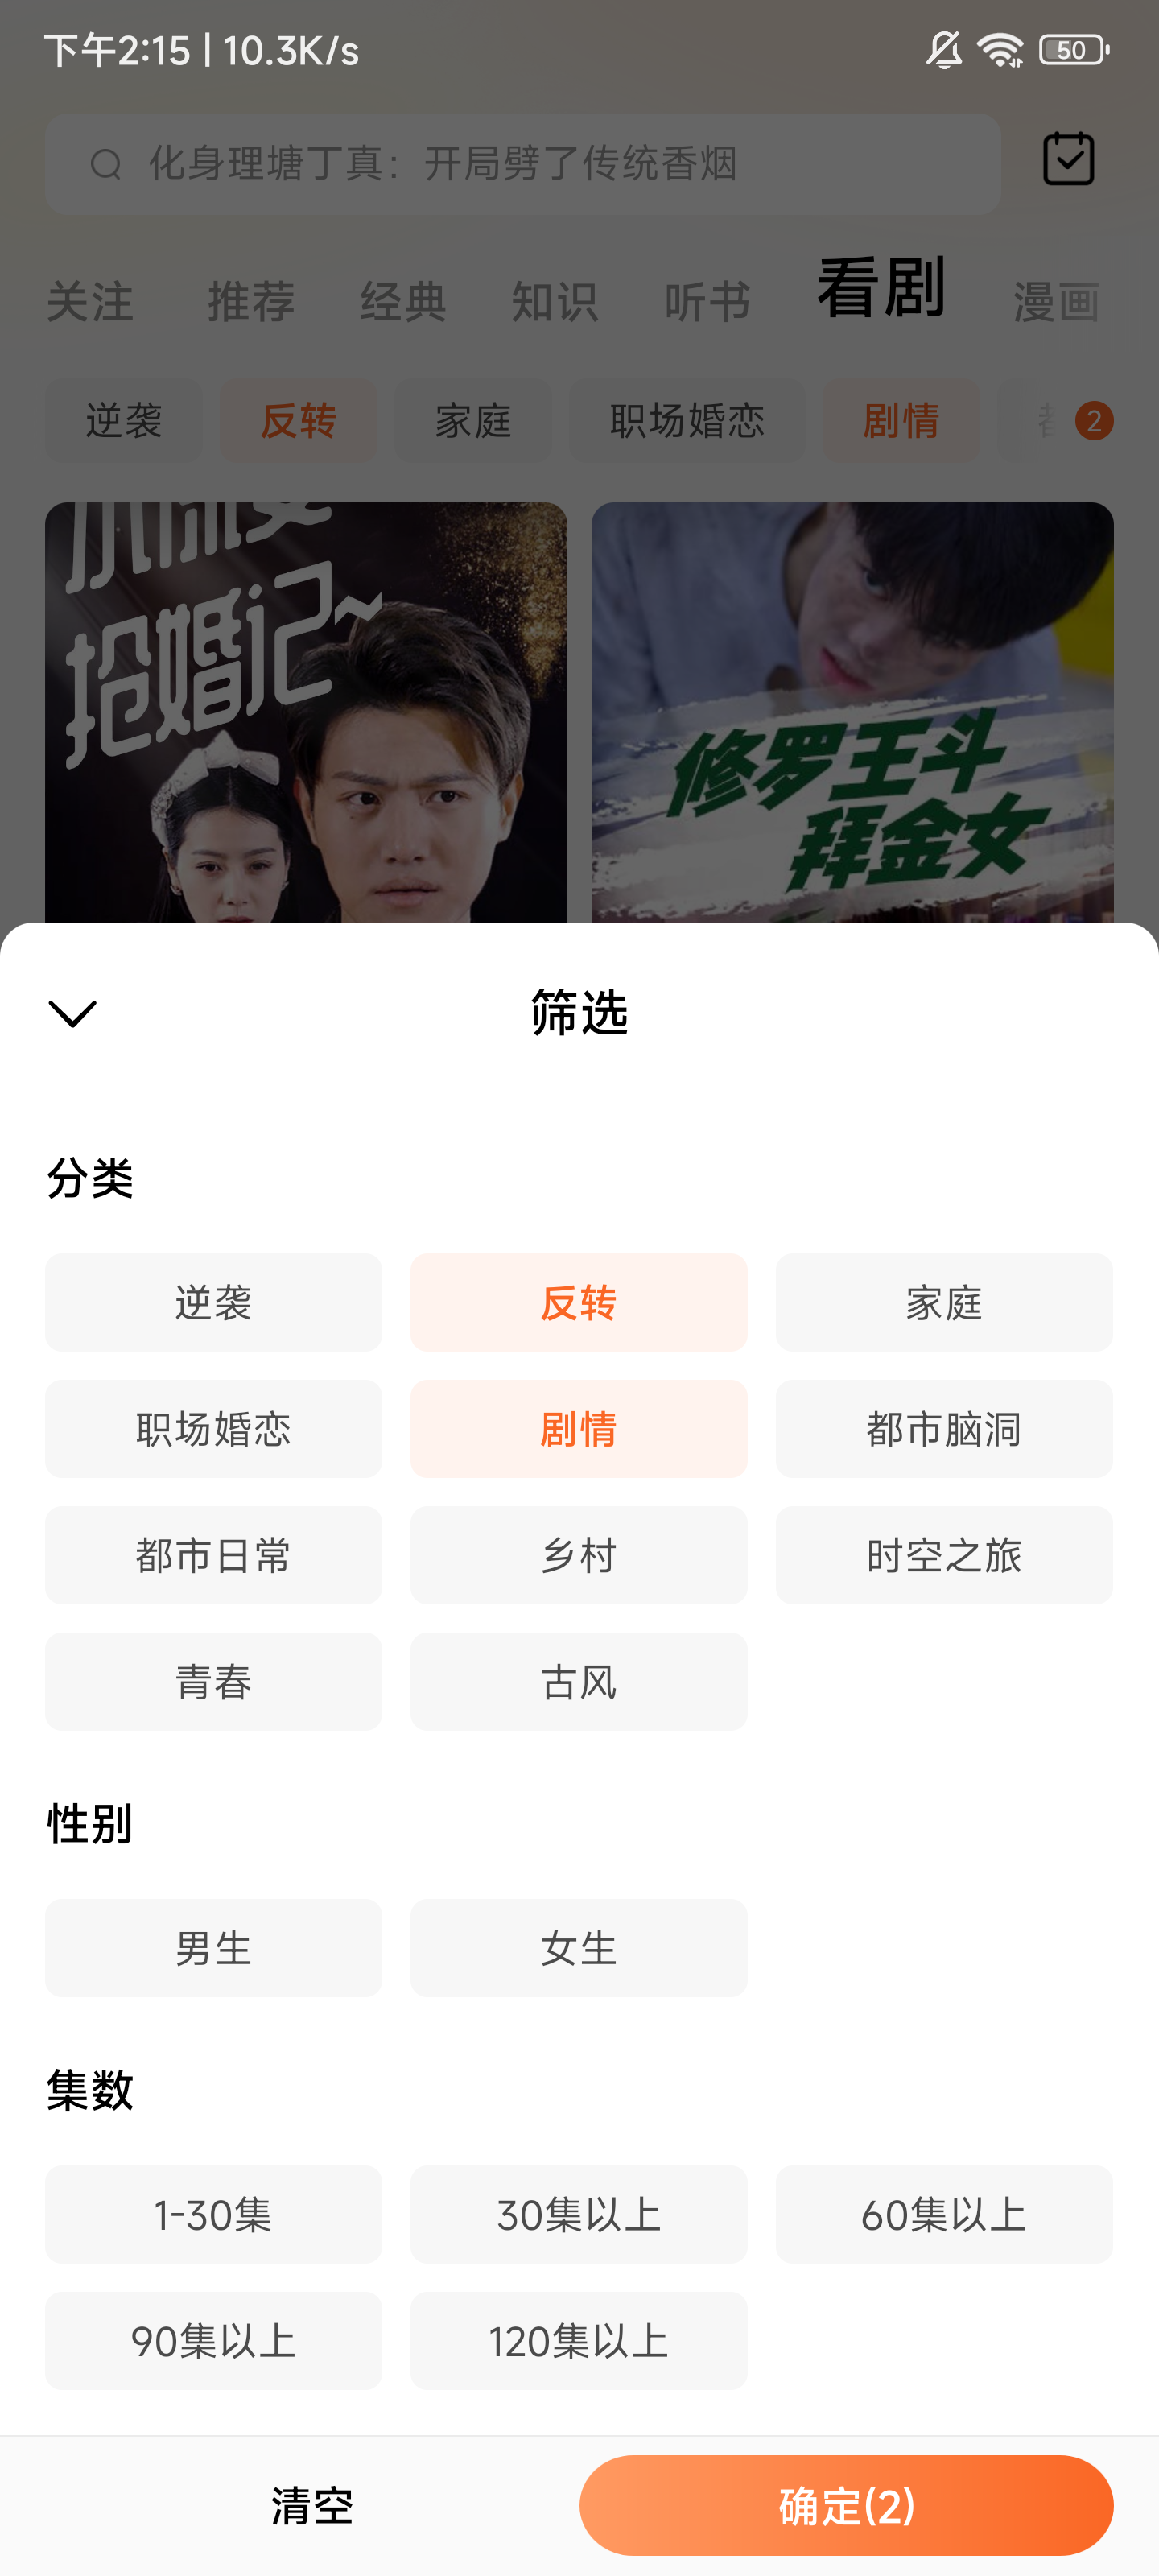 下午2:15 | 10.3K/s
50
化身理塘丁真：开局劈了传统香烟
关注 推荐 经典 知识 听书 看剧 漫画
逆袭 反转 家庭 职场婚恋 剧情 2
抢婚记~
修罗王斗
拜金女
筛选
分类
逆袭 反转 家庭
职场婚恋 剧情 都市脑洞
都市日常 乡村 时空之旅
青春 古风
性别
男生 女生
集数
1-30集 30集以上 60集以上
90集以上 120集以上
清空 确定(2)